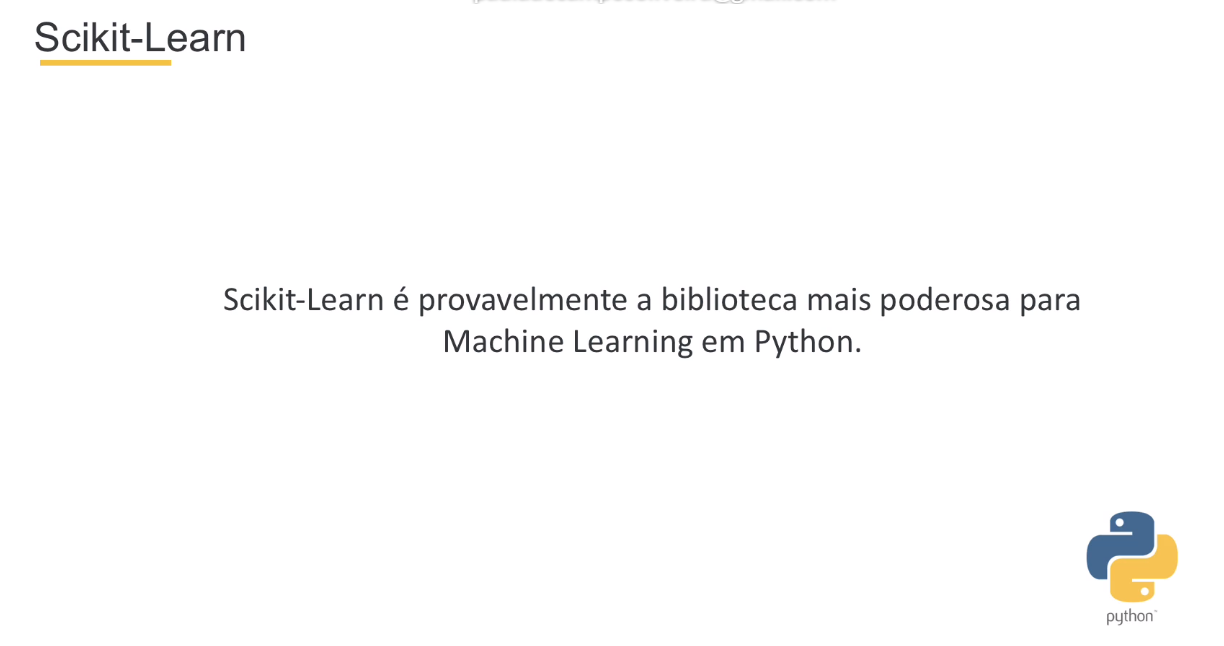 Scikit-Learn
Scikit-Learn é provavelmente a biblioteca mais poderosa para
Machine Learning em Python.
python